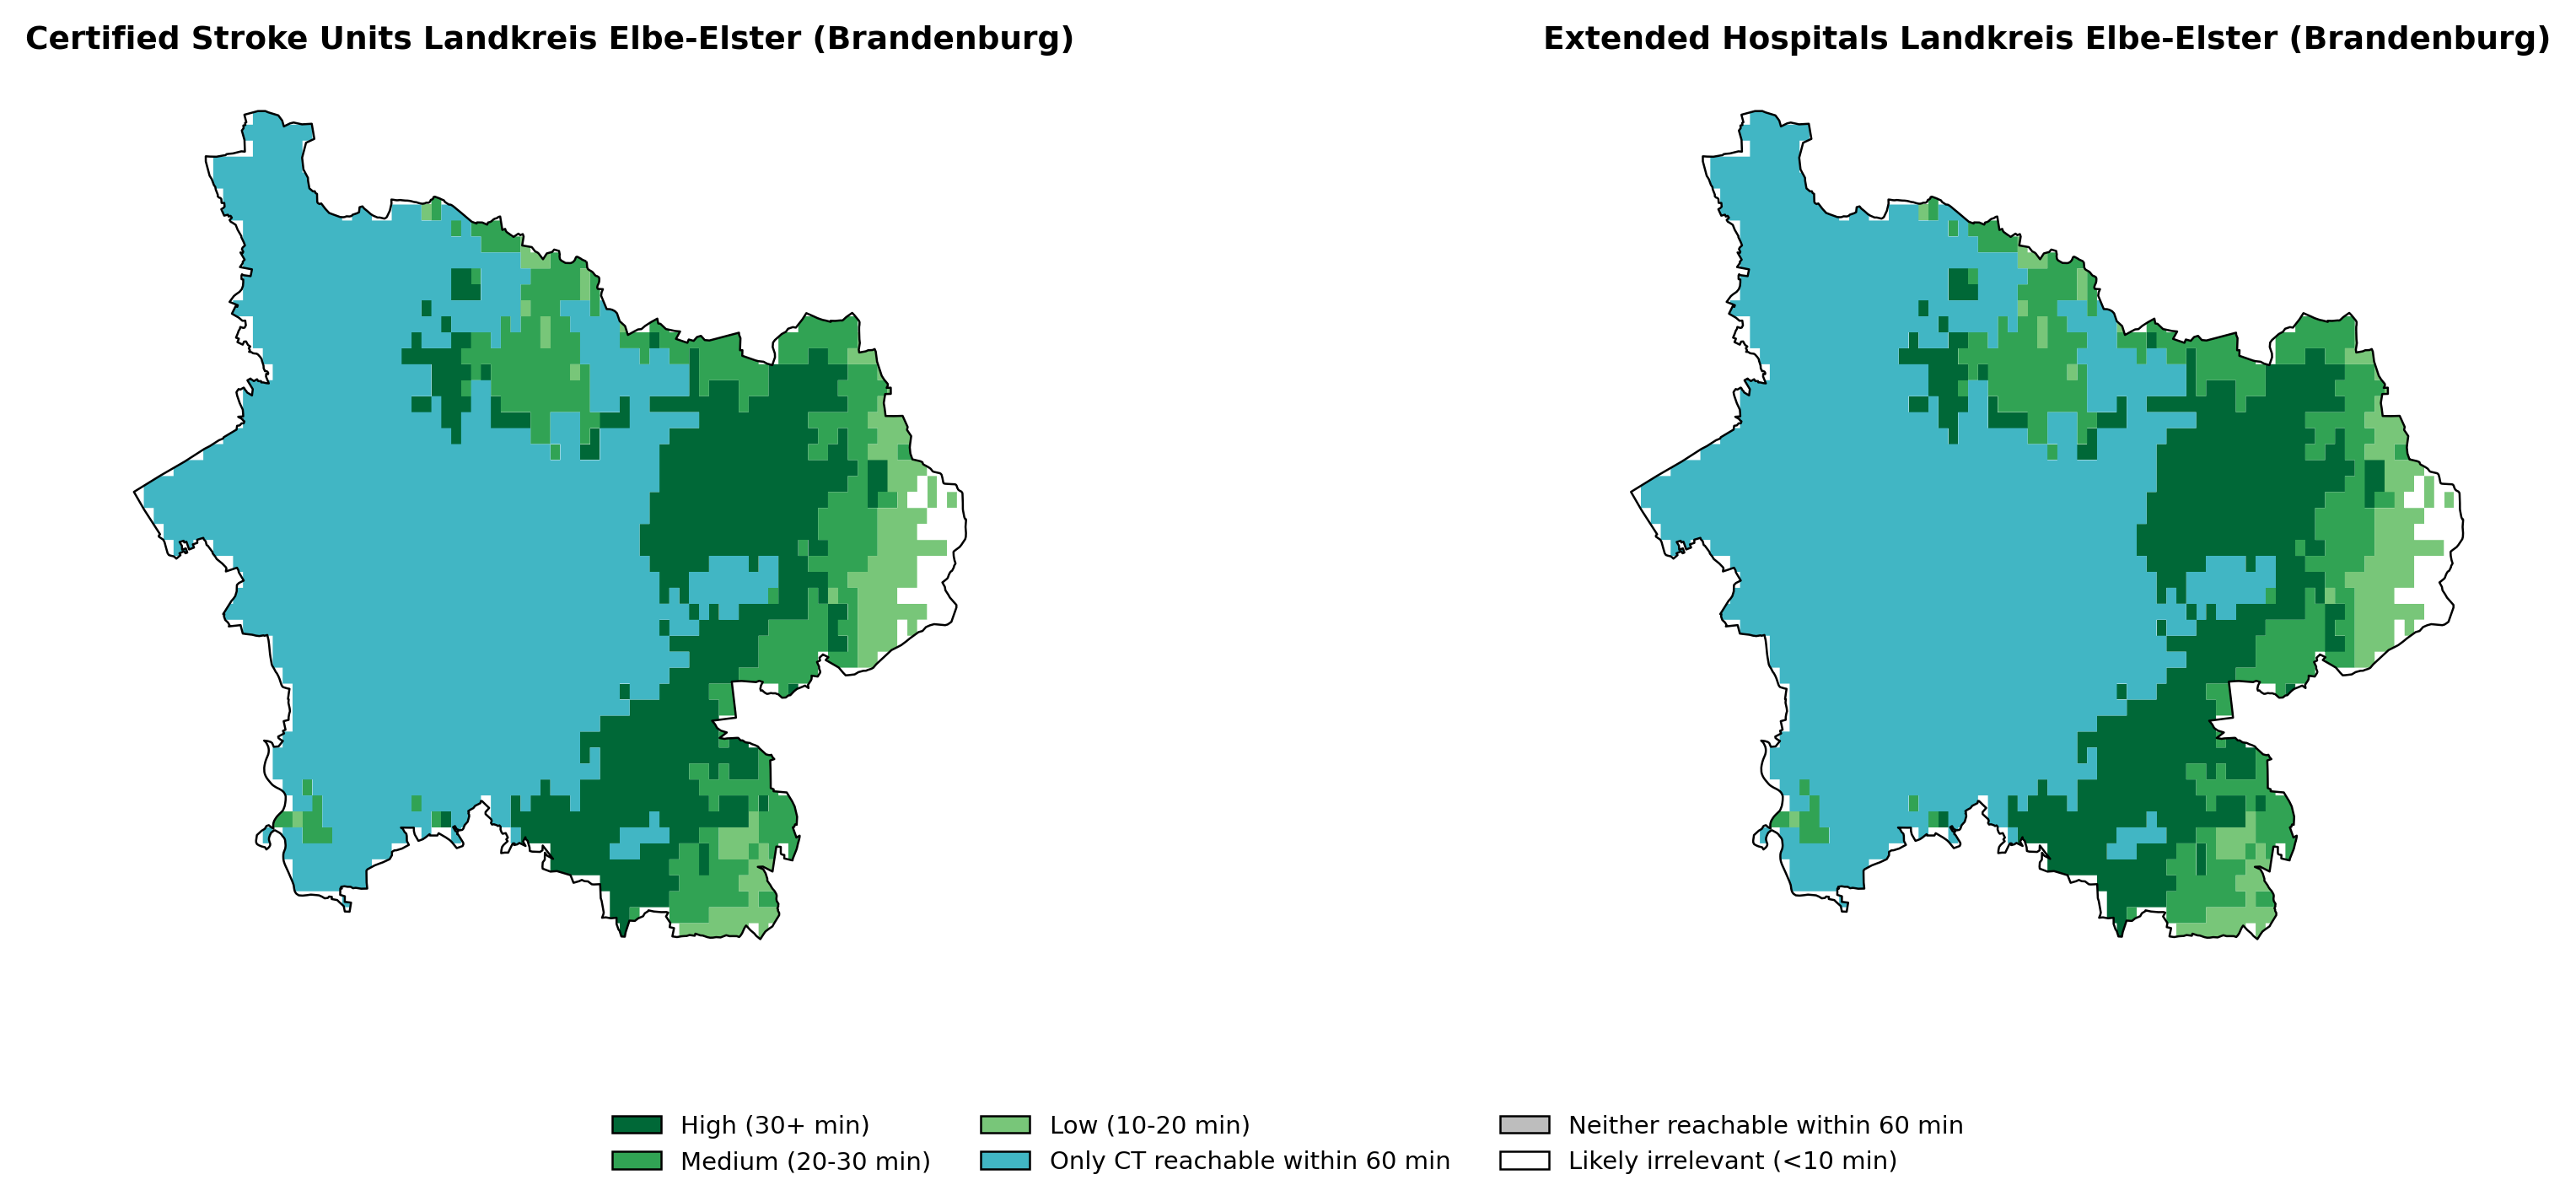 Certified Stroke Units Landkreis Elbe-Elster (Brandenburg)
Extended Hospitals Landkreis Elbe-Elster (Brandenburg)
High (30+ min)
Medium (20-30 min)
Low (10-20 min)
Only CT reachable within 60 min
Neither reachable within 60 min
Likely irrelevant (<10 min)